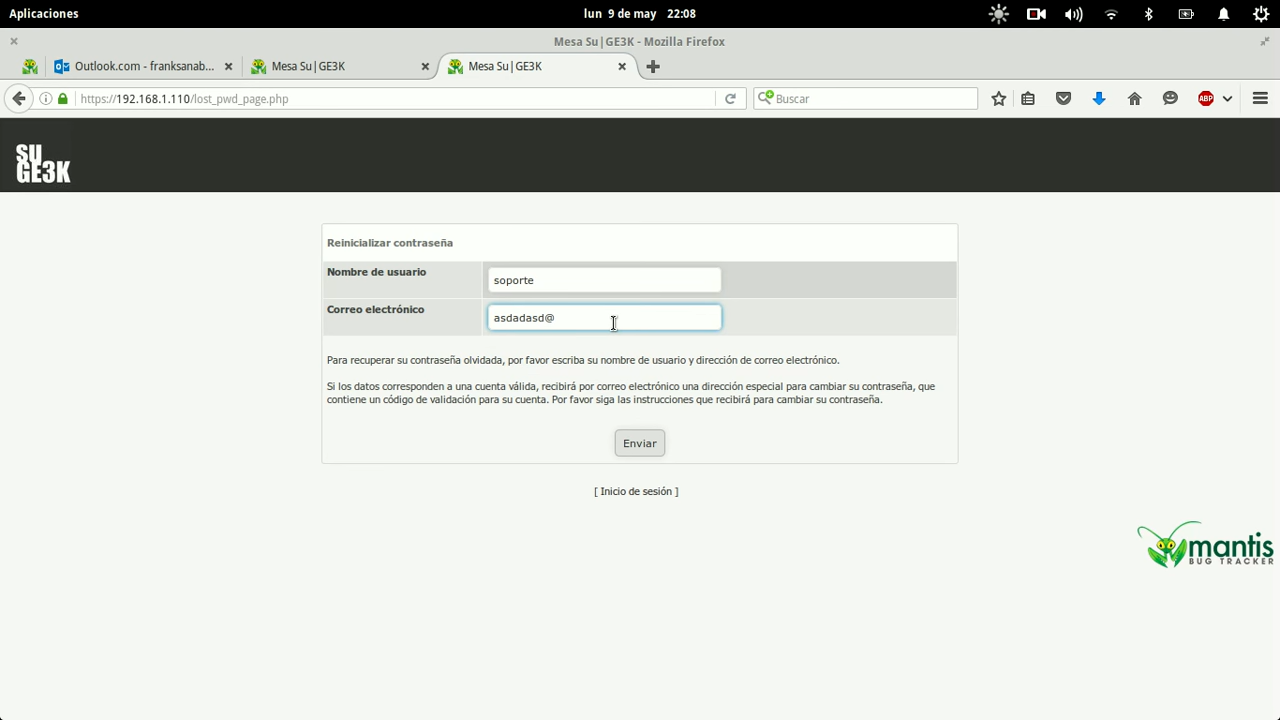 Aplicaciones
lun 9 de may 22:08
Mesa Su|GE3K - Mozilla Firefox
Outlook.com - franksanab...
Mesa Su|GE3K
Mesa Su|GE3K
https://192.168.1.110/lost_pwd_page.php
Buscar
ABP
SU
GE3K
Reinicializar contraseña
Nombre de usuario
soporte
Correo electrónico
asdadasd@
Para recuperar su contraseña olvidada, por favor escriba su nombre de usuario y dirección de correo electrónico.
Si los datos corresponden a una cuenta válida, recibirá por correo electrónico una dirección especial para cambiar su contraseña, que
contiene un código de validación para su cuenta. Por favor siga las instrucciones que recibirá para cambiar su contraseña.
Enviar
[ Inicio de sesión ]
mantis
BUG TRACKER